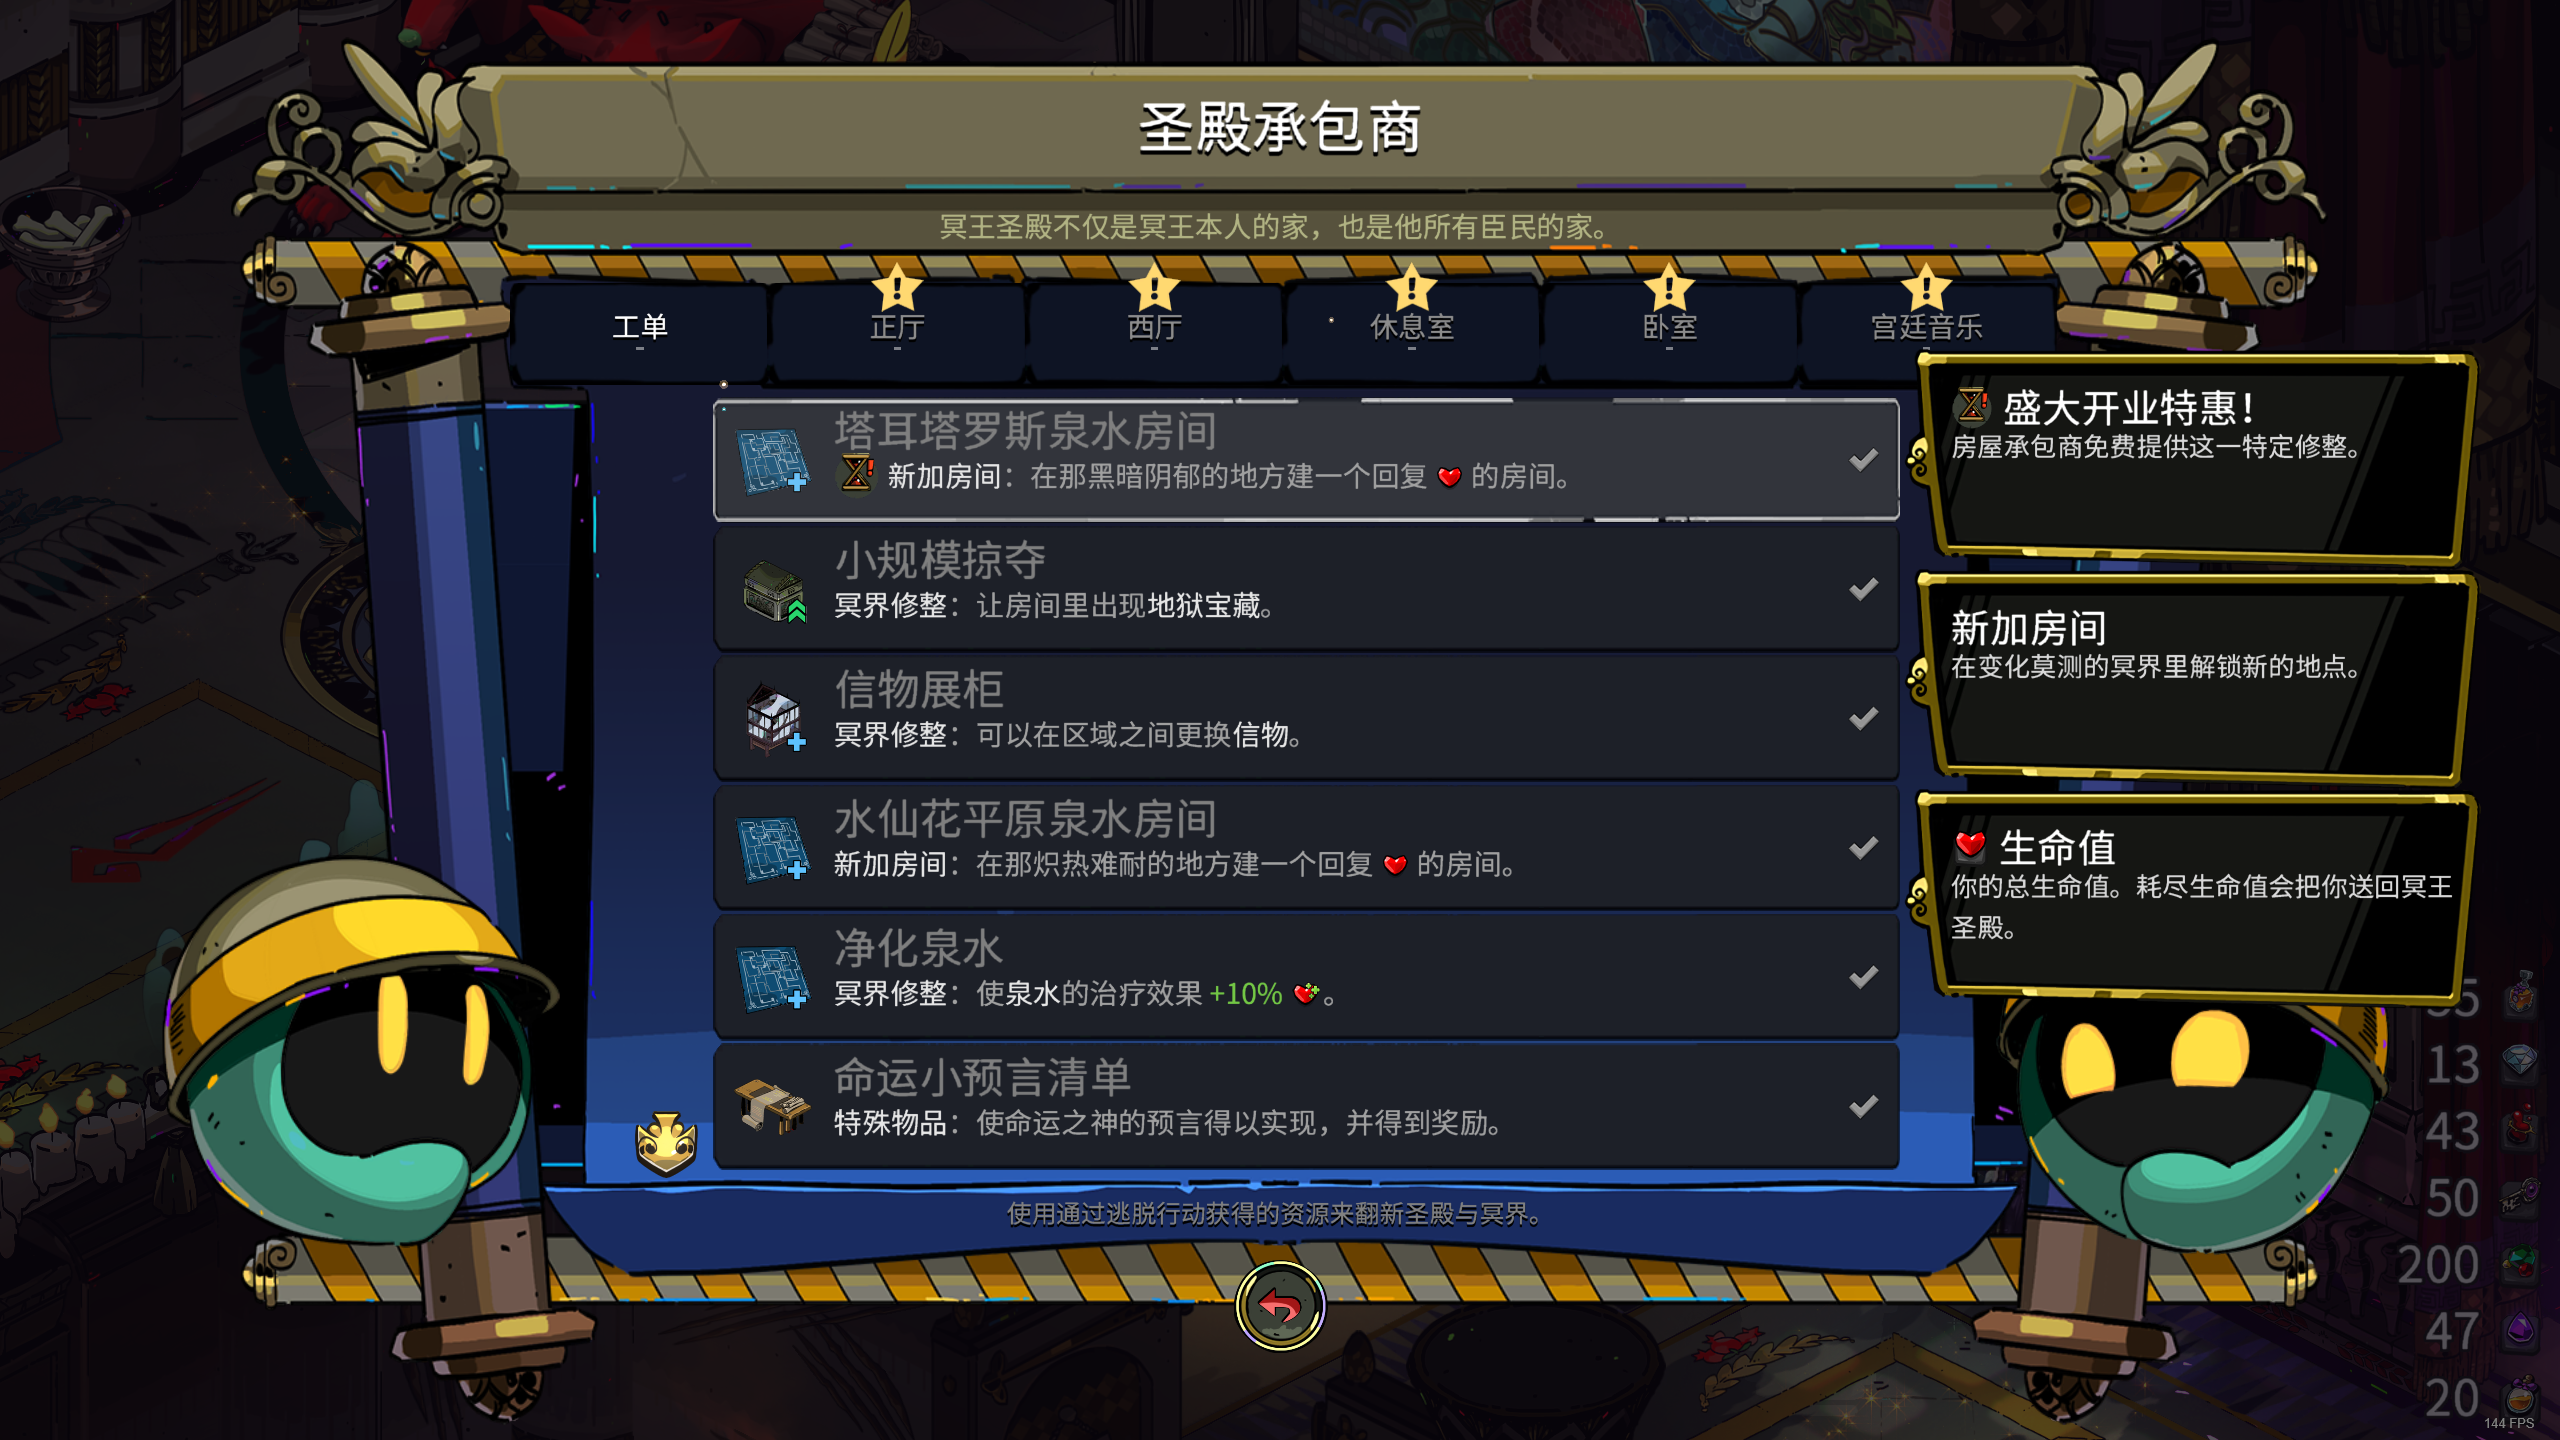 圣殿承包商
冥王圣殿不仅是冥王本人的家，也是他所有臣民的家。
工单
正厅
西厅
休息室
卧室
宫廷音乐
塔耳塔罗斯泉水房间
新加房间：在那黑暗阴郁的地方建一个回复 的房间。
小规模掠夺
冥界修整：让房间里出现地狱宝藏。
信物展柜
冥界修整：可以在区域之间更换信物。
水仙花平原泉水房间
新加房间：在那炽热难耐的地方建一个回复 的房间。
净化泉水
冥界修整：使泉水的治疗效果 +10% 。
命运小预言清单
特殊物品：使命运之神的预言得以实现，并得到奖励。
使用通过逃脱行动获得的资源来翻新圣殿与冥界。
盛大开业特惠！
房屋承包商免费提供这一特定修整。
新加房间
在变化莫测的冥界里解锁新的地点。
生命值
你的总生命值。耗尽生命值会把你送回冥王
圣殿。
13
43
50
200
47
20
144 FPS